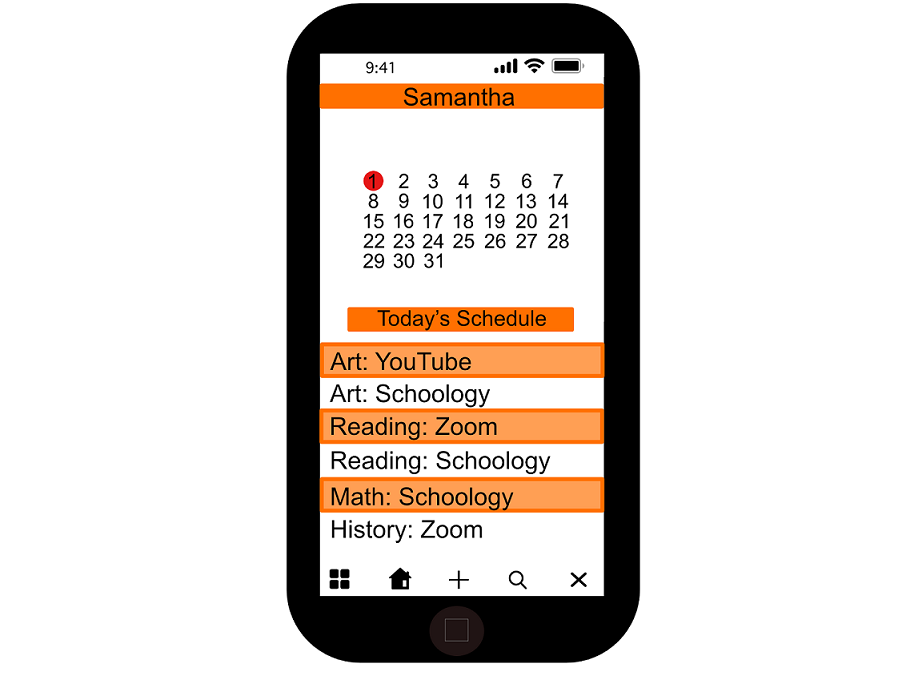 9:41
Samantha
1 2 3 4 5 6 7
8 9 10 11 12 13 14
15 16 17 18 19 20 21
22 23 24 25 26 27 28
29 30 31
Today’s Schedule
Art: YouTube
Art: Schoology
Reading: Zoom
Reading: Schoology
Math: Schoology
History: Zoom